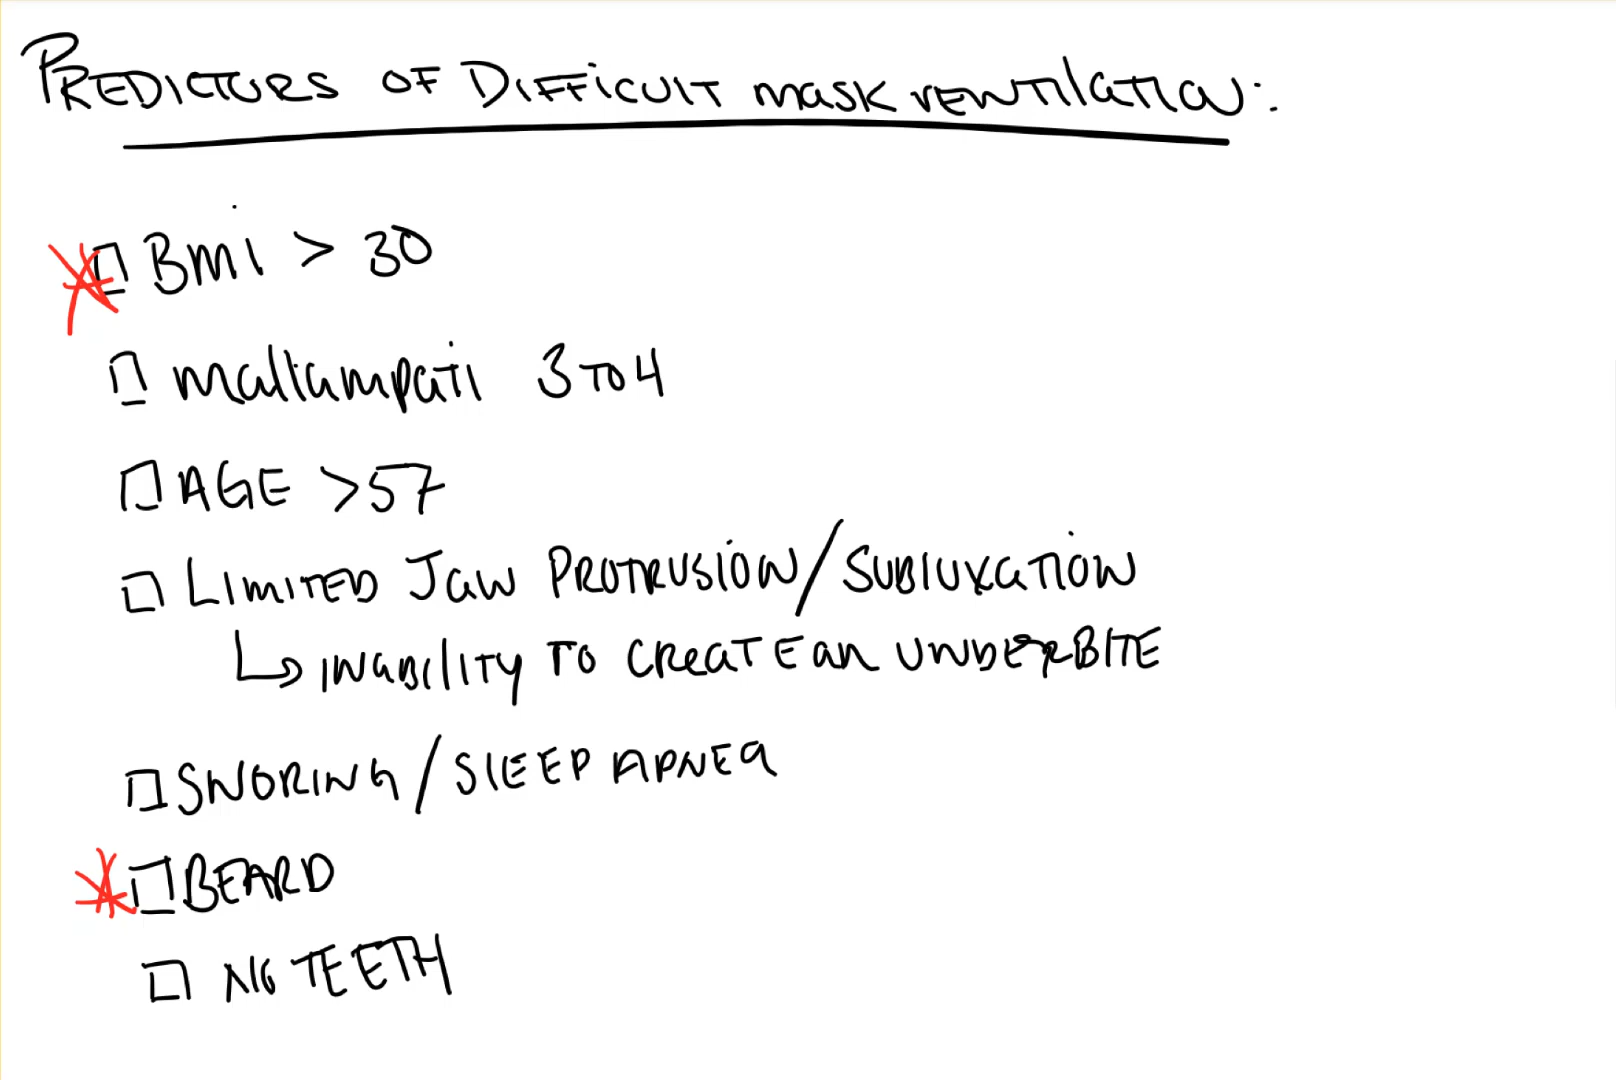 PREDICTORS OF DIFFICULT mask VENTILATION:
BMI > 30
mallampati 3 TO 4
AGE >57
LIMITED JAW PROTRUSION/SUBLUXATION
↳ INABILITY TO CREATE an UNDERBITE
SNORING/SLEEP APNEA
BEARD
NO TEETH